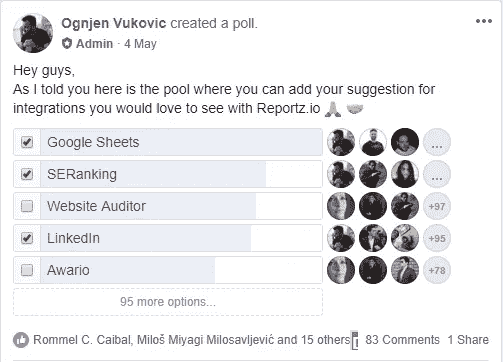 Ognjen Vukovic created a poll.
Admin · 4 May
Hey guys,
As I told you here is the pool where you can add your suggestion for
integrations you would love to see with Reportz.io
Google Sheets
...
SERanking
...
Website Auditor
+97
LinkedIn
+95
Awario
+78
95 more options...
Rommel C. Caibal, Miloš Miyagi Milosavljević and 15 others 83 Comments 1 Share